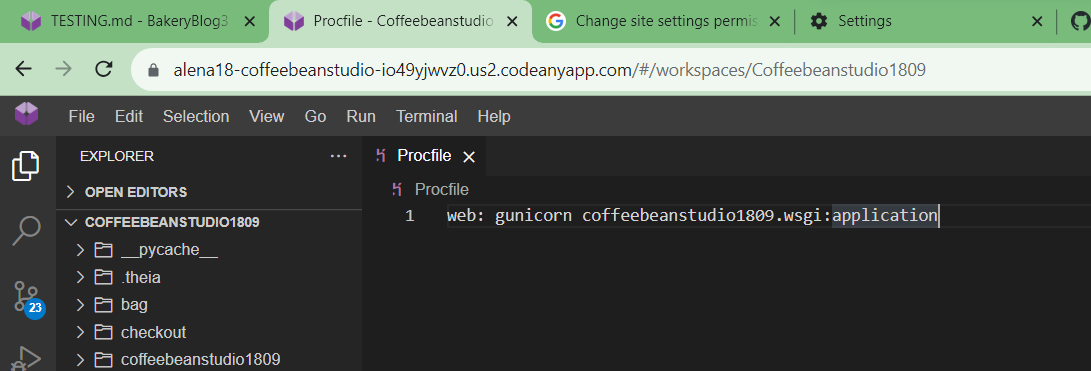 TESTING.md - BakeryBlog3
Procfile - Coffeebeanstudio
Change site settings permis
Settings
alena18-coffeebeanstudio-io49yjwvz0.us2.codeanyapp.com/#/workspaces/Coffeebeanstudio1809
File Edit Selection View Go Run Terminal Help
EXPLORER
OPEN EDITORS
COFFEEBEANSTUDIO1809
__pycache__
.theia
bag
checkout
coffeebeanstudio1809
23
Procfile
Procfile
1 web: gunicorn coffeebeanstudio1809.wsgi:application